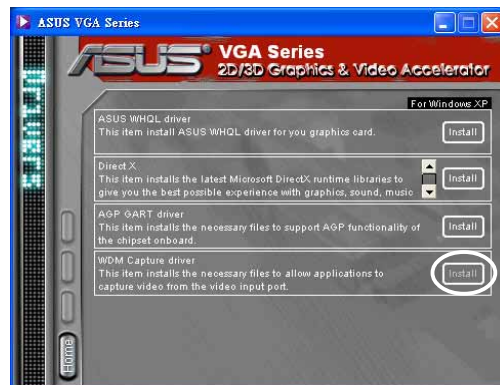 ASUS VGA Series
ASUS VGA Series
2D/3D Graphics & Video Accelerator
For Windows XP
ASUS WHQL driver
This item install ASUS WHQL driver for you graphics card.
Install
Direct X
This item installs the latest Microsoft DirectX runtime libraries to
give you the best possible experience with graphics, sound, music
Install
AGP GART driver
This item installs the necessary files to support AGP functionality of
the chipset onboard.
Install
WDM Capture driver
This item installs the necessary files to allow applications to
capture video from the video input port.
Install
Home